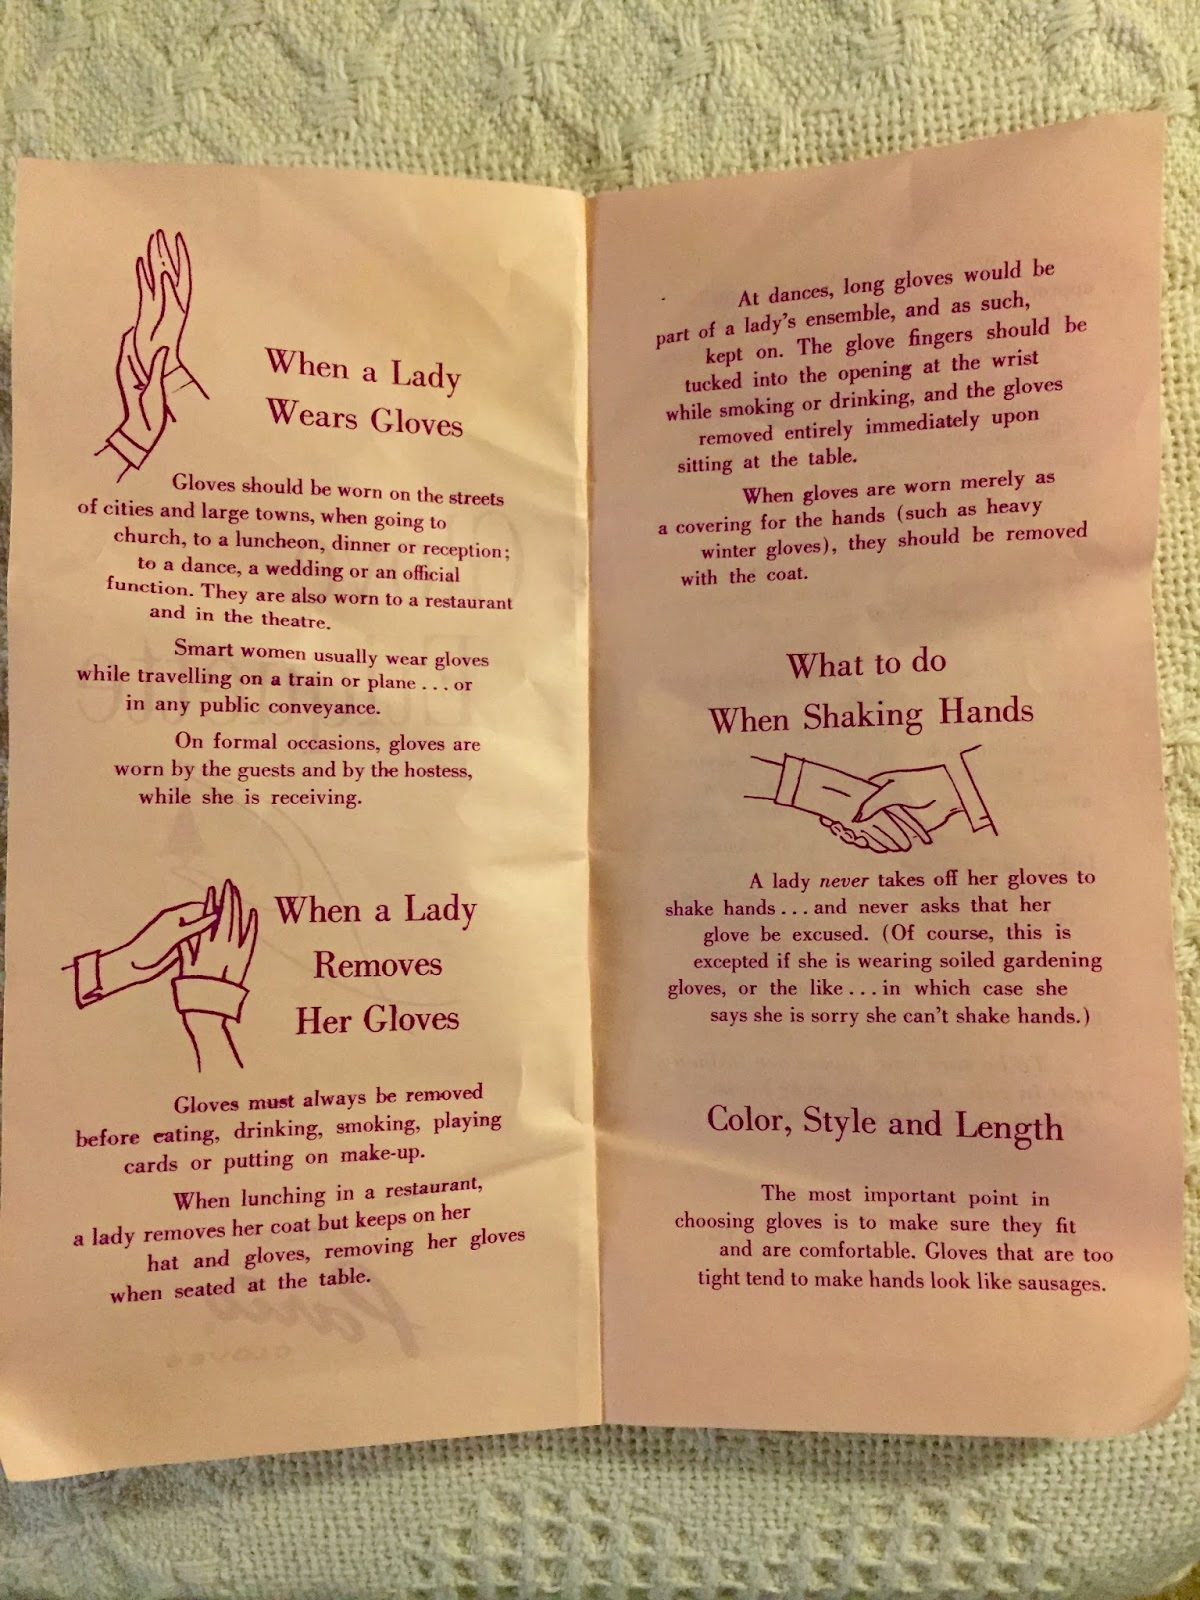 When a Lady
Wears Gloves
Gloves should be worn on the streets
of cities and large towns, when going to
church, to a luncheon, dinner or reception;
to a dance, a wedding or an official
function. They are also worn to a restaurant
and in the theatre.
Smart women usually wear gloves
while travelling on a train or plane . . . or
in any public conveyance.
On formal occasions, gloves are
worn by the guests and by the hostess,
while she is receiving.
When a Lady
Removes
Her Gloves
Gloves must always be removed
before eating, drinking, smoking, playing
cards or putting on make-up.
When lunching in a restaurant,
a lady removes her coat but keeps on her
hat and gloves, removing her gloves
when seated at the table.
At dances, long gloves would be
part of a lady's ensemble, and as such,
kept on. The glove fingers should be
tucked into the opening at the wrist
while smoking or drinking, and the gloves
removed entirely immediately upon
sitting at the table.
When gloves are worn merely as
a covering for the hands (such as heavy
winter gloves), they should be removed
with the coat.
What to do
When Shaking Hands
A lady never takes off her gloves to
shake hands . . . and never asks that her
glove be excused. (Of course, this is
excepted if she is wearing soiled gardening
gloves, or the like . . . in which case she
says she is sorry she can't shake hands.)
Color, Style and Length
The most important point in
choosing gloves is to make sure they fit
and are comfortable. Gloves that are too
tight tend to make hands look like sausages.